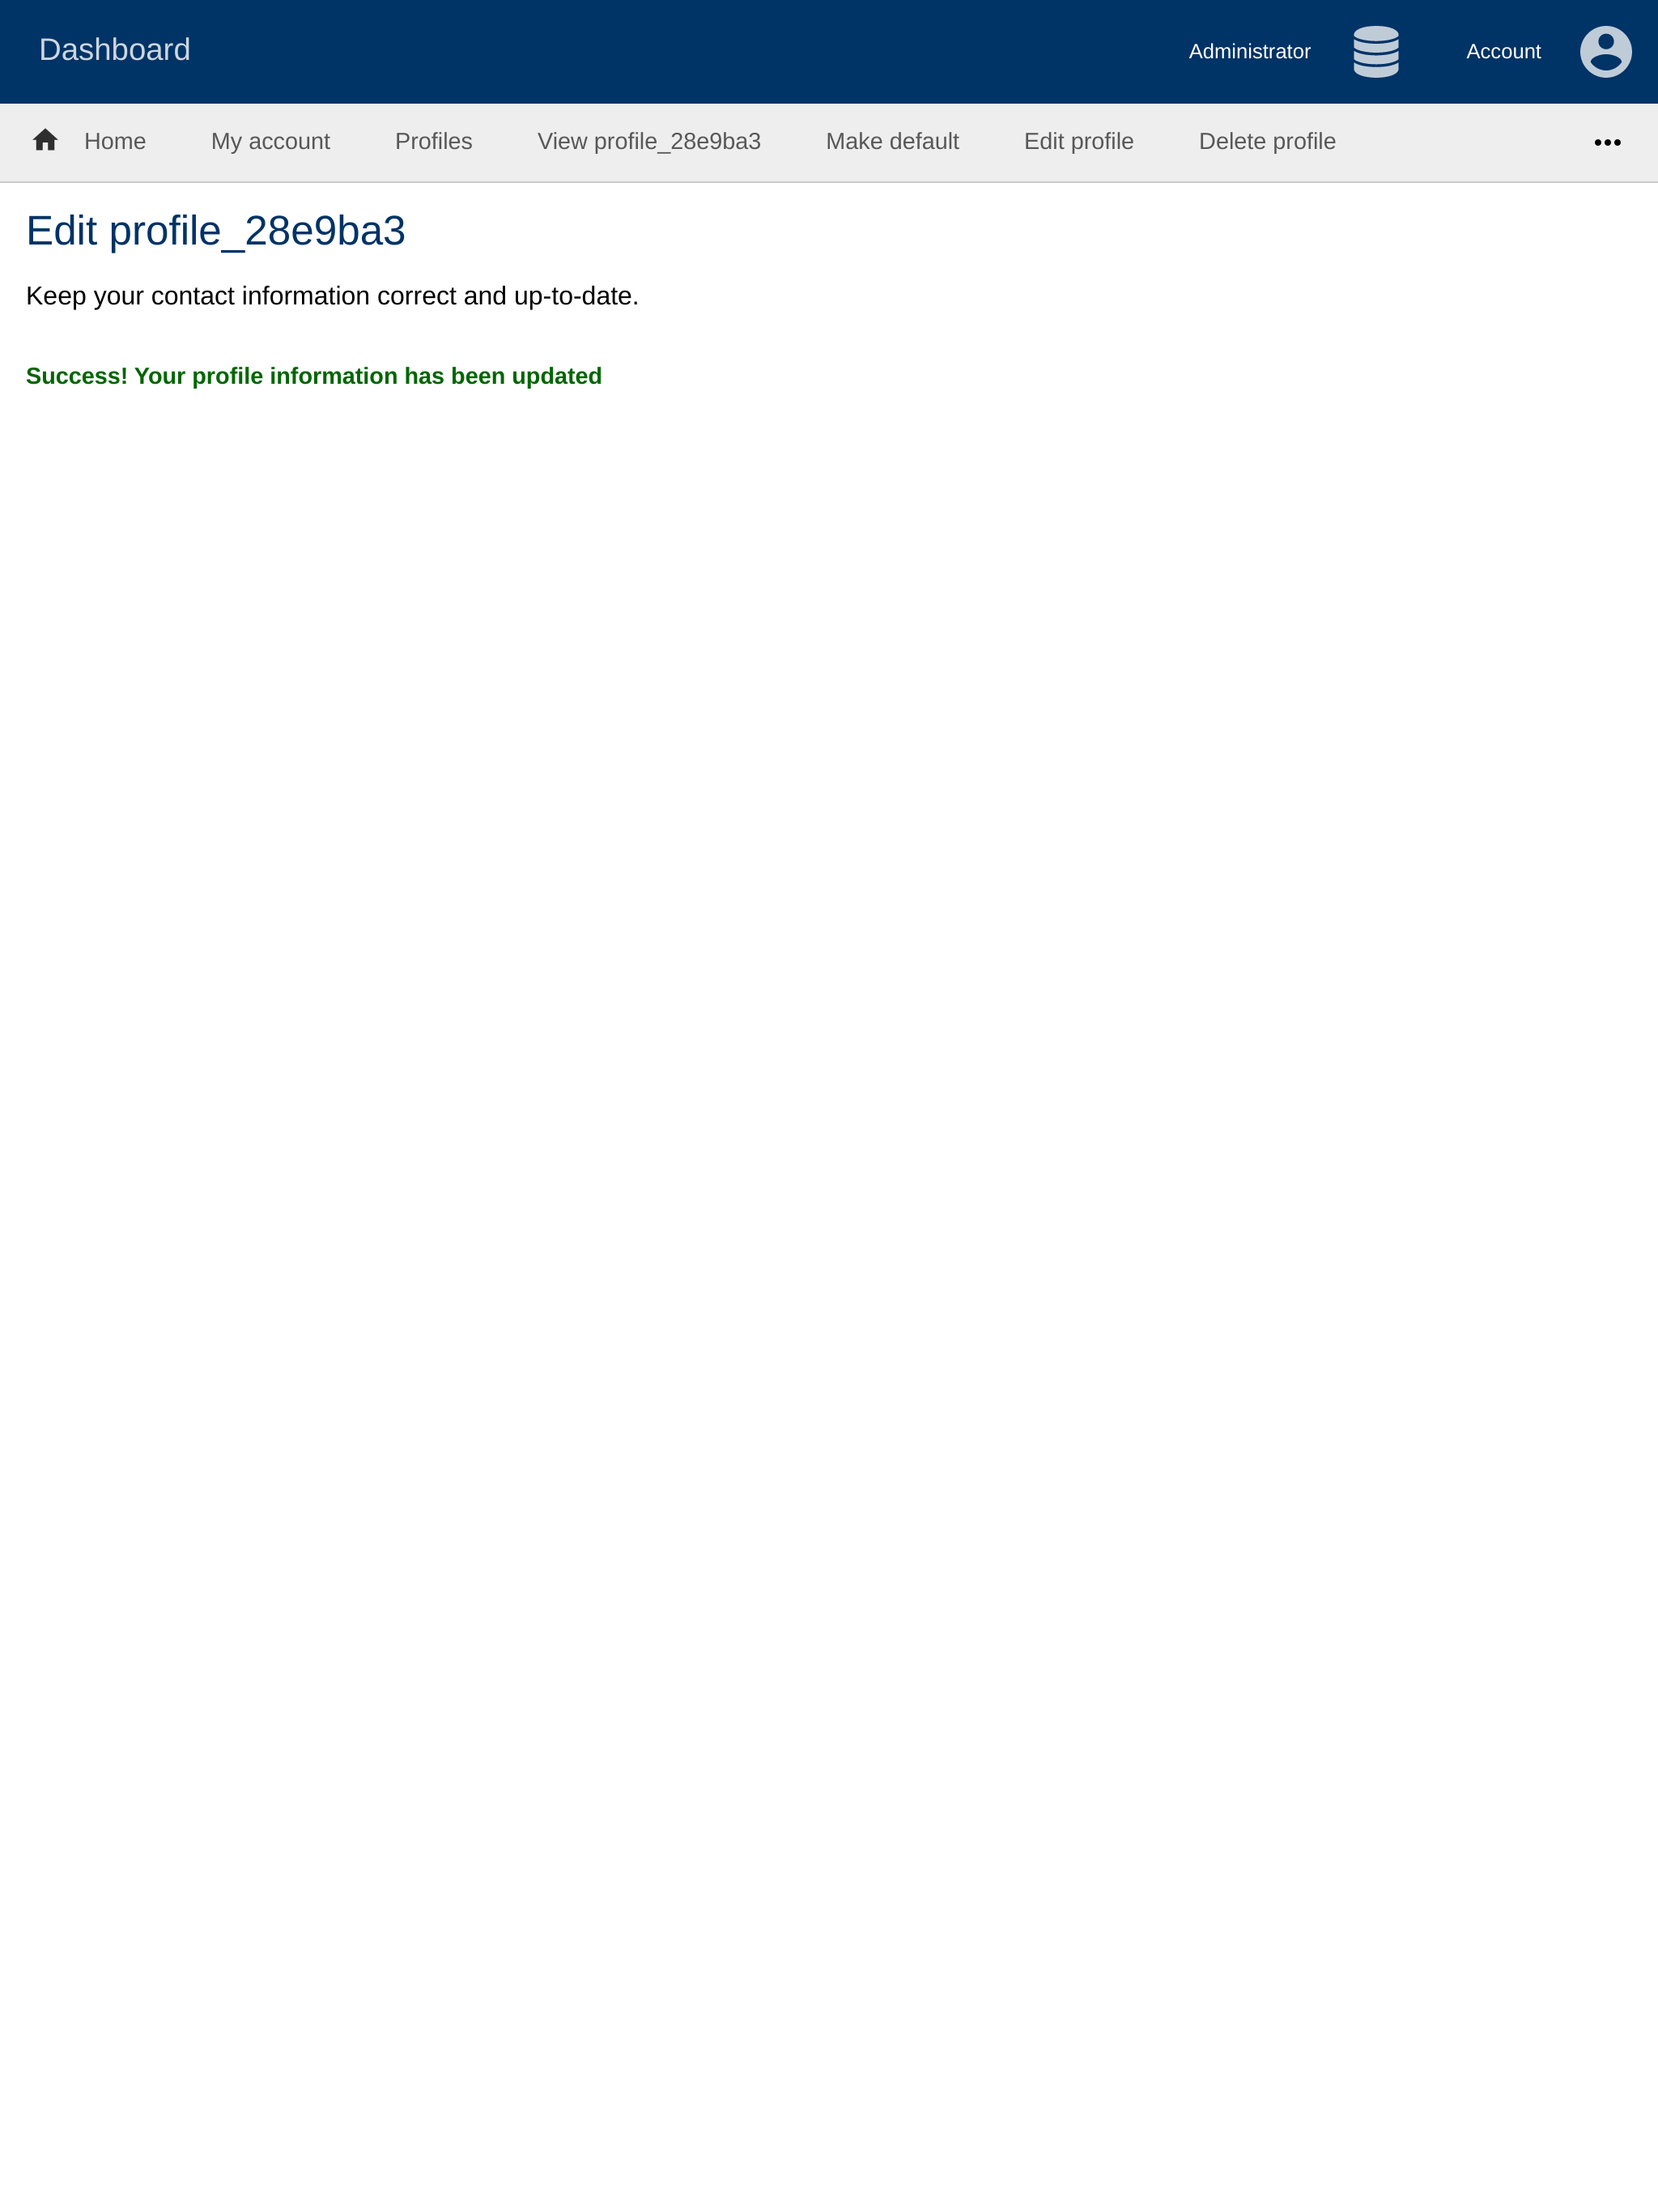 Dashboard
Administrator
Account
Home
My account
Profiles
View profile_28e9ba3
Make default
Edit profile
Delete profile
Edit profile_28e9ba3
Keep your contact information correct and up-to-date.
Success! Your profile information has been updated